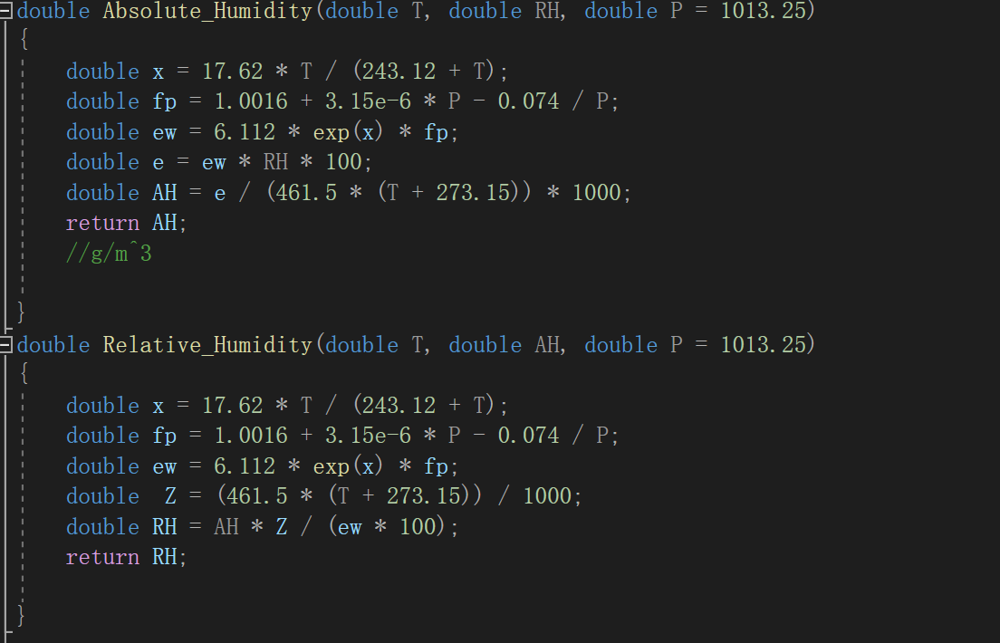 double Absolute_Humidity(double T, double RH, double P = 1013.25)
{
double x = 17.62 * T / (243.12 + T);
double fp = 1.0016 + 3.15e-6 * P - 0.074 / P;
double ew = 6.112 * exp(x) * fp;
double e = ew * RH * 100;
double AH = e / (461.5 * (T + 273.15)) * 1000;
return AH;
//g/m^3
}
double Relative_Humidity(double T, double AH, double P = 1013.25)
{
double x = 17.62 * T / (243.12 + T);
double fp = 1.0016 + 3.15e-6 * P - 0.074 / P;
double ew = 6.112 * exp(x) * fp;
double  Z = (461.5 * (T + 273.15)) / 1000;
double RH = AH * Z / (ew * 100);
return RH;
}